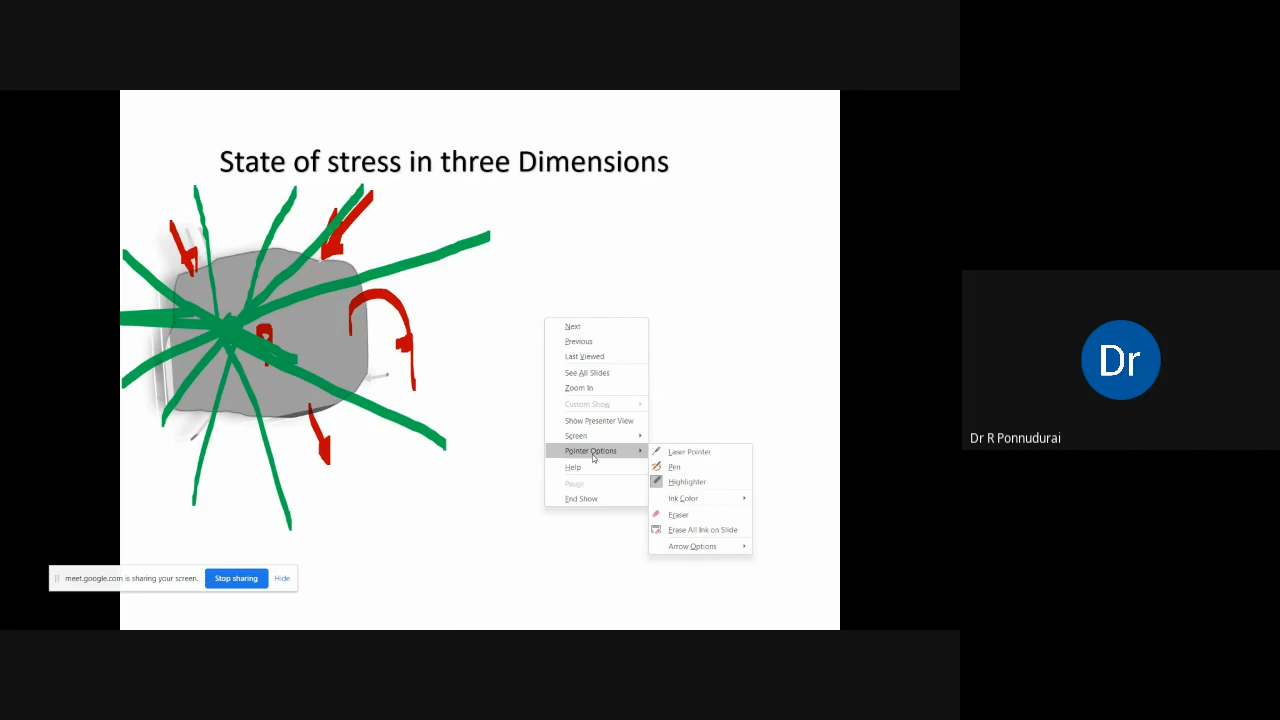 State of stress in three Dimensions
Next
Previous
Last Viewed
See All Slides
Zoom In
Custom Show
Show Presenter View
Screen
Pointer Options
Help
Pause
End Show
Laser Pointer
Pen
Highlighter
Ink Color
Eraser
Erase All Ink on Slide
Arrow Options
meet.google.com is sharing your screen. Stop sharing Hide
Dr
Dr R Ponnudurai